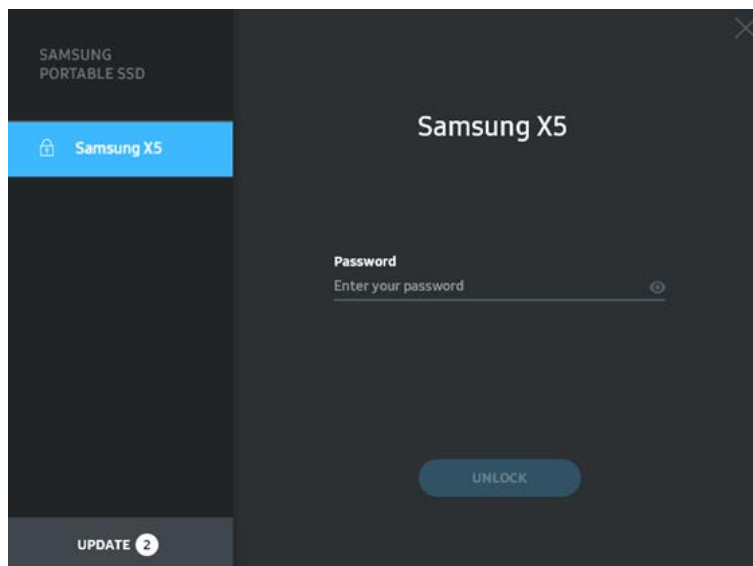 SAMSUNG
PORTABLE SSD
Samsung X5
Samsung X5
Password
Enter your password
UNLOCK
UPDATE 2